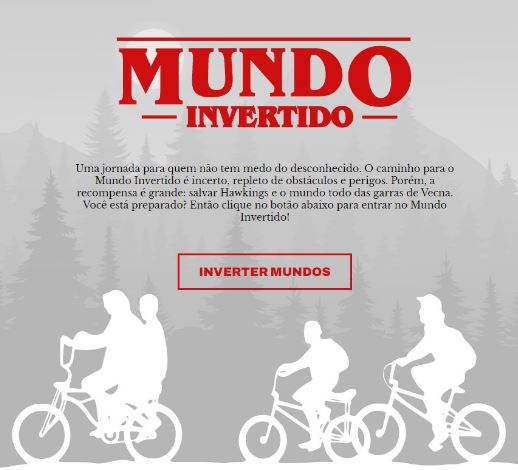 MUNDO
INVERTIDO
Uma jornada para quem não tem medo do desconhecido. O caminho para o
Mundo Invertido é incerto, repleto de obstáculos e perigos. Porém, a
recompensa é grande: salvar Hawkings e o mundo todo das garras de Vecna.
Você está preparado? Então clique no botão abaixo para entrar no Mundo
Invertido!
INVERTER MUNDOS